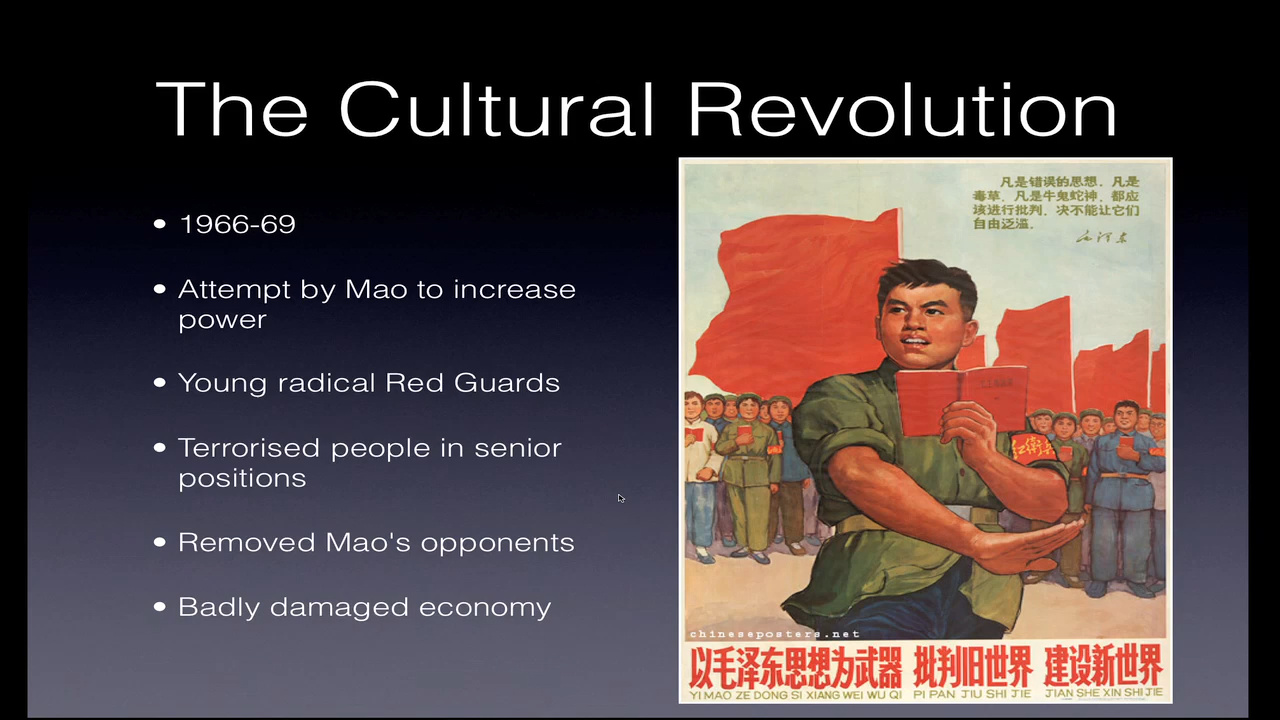 The Cultural Revolution
• 1966-69
• Attempt by Mao to increase
power
• Young radical Red Guards
• Terrorised people in senior
positions
• Removed Mao's opponents
• Badly damaged economy
凡是错误的思想，凡是
毒草，凡是牛鬼蛇神，都应
该进行批判，决不能让它们
自由泛滥。
毛泽东
红卫兵
chineseposters.net
以毛泽东思想为武器 批判旧世界 建设新世界
YI MAO ZE DONG SI XIANG WEI WU QI PI PAN JIU SHI JIE JIAN SHE XIN SHI JIE